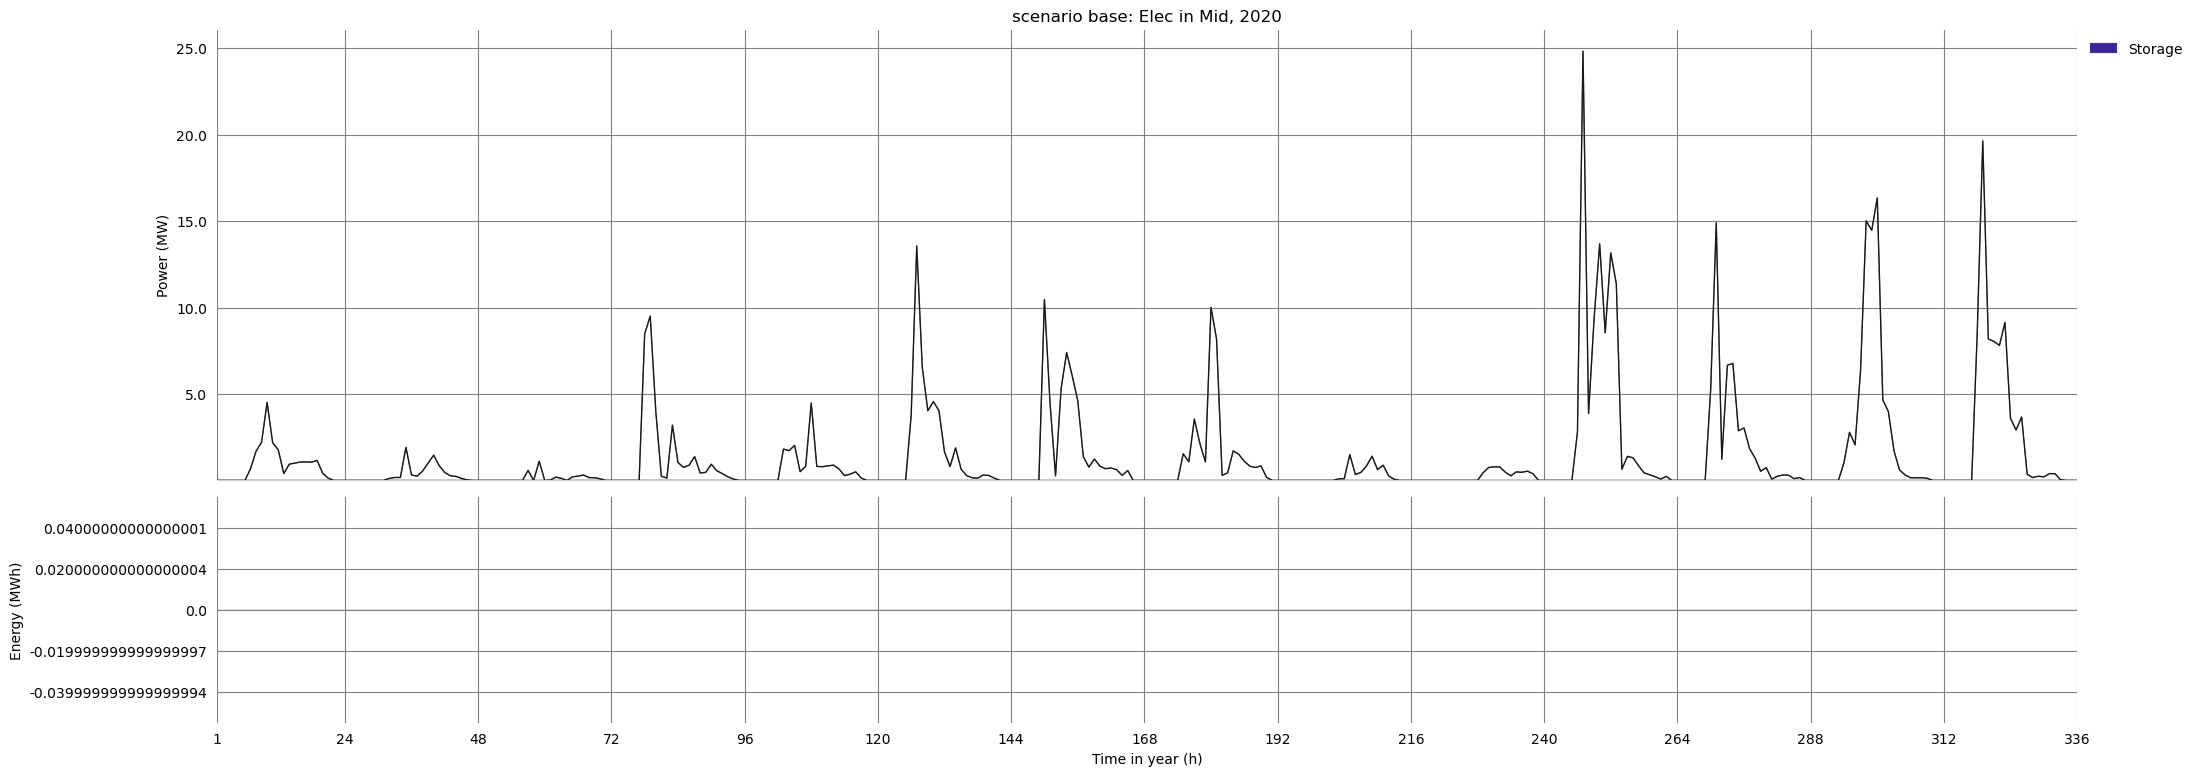 scenario base: Elec in Mid, 2020
25.0
20.0
15.0
10.0
5.0
Power (MW)
Storage
0.040000000000000001
0.020000000000000004
0.0
-0.019999999999999997
-0.039999999999999994
Energy (MWh)
1 24 48 72 96 120 144 168 192 216 240 264 288 312 336
Time in year (h)